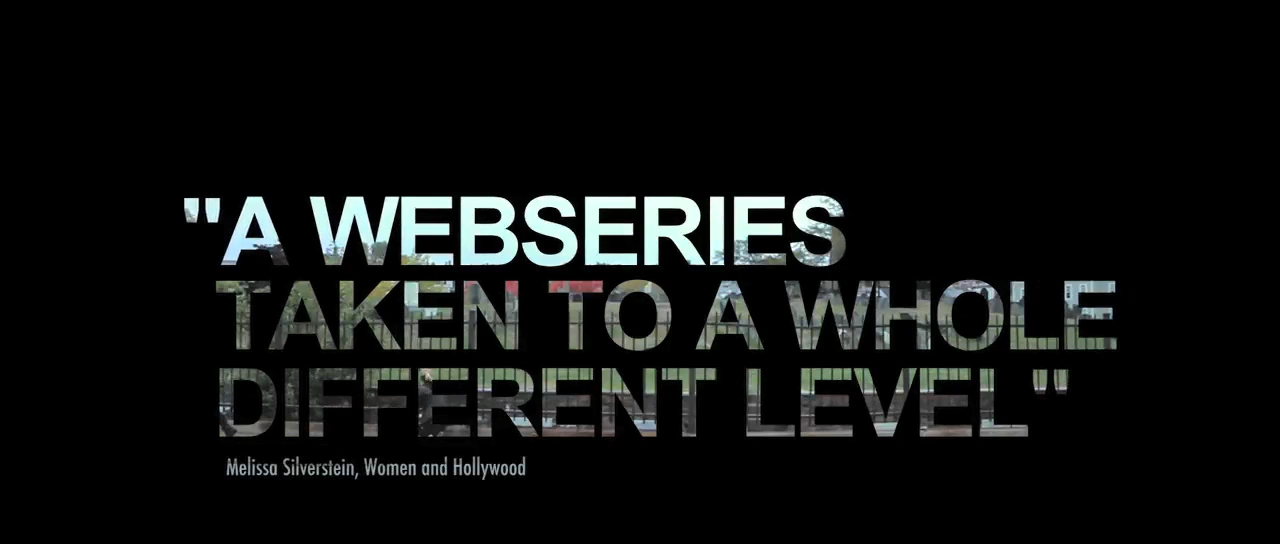 "A WEBSERIES
TAKEN TO A WHOLE
DIFFERENT LEVEL"
Melissa Silverstein, Women and Hollywood